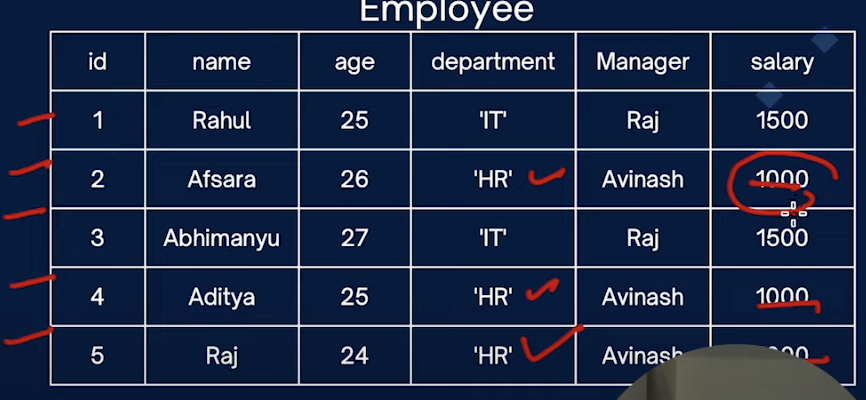 Employee
id name age department Manager salary
1 Rahul 25 'IT' Raj 1500
2 Afsara 26 'HR' Avinash 1000
3 Abhimanyu 27 'IT' Raj 1500
4 Aditya 25 'HR' Avinash 1000
5 Raj 24 'HR' Avinash